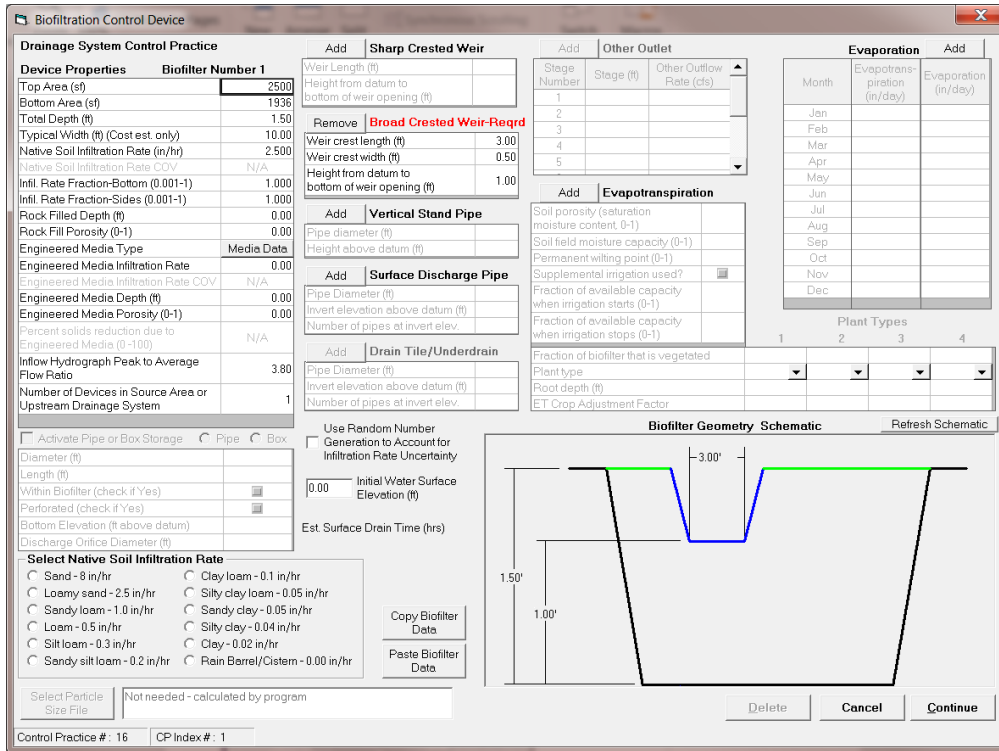 Biofiltration Control Device
Drainage System Control Practice
Device Properties Biofilter Number 1
Top Area (sf) 2500
Bottom Area (sf) 1936
Total Depth (ft) 1.50
Typical Width (ft) (Cost est. only) 10.00
Native Soil Infiltration Rate (in/hr) 2.500
Native Soil Infiltration Rate COV N/A
Infil. Rate Fraction-Bottom (0.001-1) 1.000
Infil. Rate Fraction-Sides (0.001-1) 1.000
Rock Filled Depth (ft) 0.00
Rock Fill Porosity (0-1) 0.00
Engineered Media Type Media Data
Engineered Media Infiltration Rate 0.00
Engineered Media Infiltration Rate COV N/A
Engineered Media Depth (ft) 0.00
Engineered Media Porosity (0-1) 0.00
Percent solids reduction due to
Engineered Media (0 -100) N/A
Inflow Hydrograph Peak to Average
Flow Ratio 3.80
Number of Devices in Source Area or
Upstream Drainage System 1
Activate Pipe or Box Storage Pipe Box
Diameter (ft)
Length (ft)
Within Biofilter (check if Yes)
Perforated (check if Yes)
Bottom Elevation (ft above datum)
Discharge Orifice Diameter (ft)
Select Native Soil Infiltration Rate
Sand - 8 in/hr
Loamy sand - 2.5 in/hr
Sandy loam - 1.0 in/hr
Loam - 0.5 in/hr
Silt loam - 0.3 in/hr
Sandy silt loam - 0.2 in/hr
Clay loam - 0.1 in/hr
Silty clay loam - 0.05 in/hr
Sandy clay - 0.05 in/hr
Silty clay - 0.04 in/hr
Clay - 0.02 in/hr
Rain Barrel/Cistern - 0.00 in/hr
Select Particle
Size File
Not needed - calculated by program
Control Practice #: 16 CP Index #: 1
Add Sharp Crested Weir
Weir Length (ft)
Height from datum to
bottom of weir opening (ft)
Remove Broad Crested Weir-Reqrd
Weir crest length (ft) 3.00
Weir crest width (ft) 0.50
Height from datum to
bottom of weir opening (ft) 1.00
Add Vertical Stand Pipe
Pipe diameter (ft)
Height above datum (ft)
Add Surface Discharge Pipe
Pipe Diameter (ft)
Invert elevation above datum (ft)
Number of pipes at invert elev.
Add Drain Tile/Underdrain
Pipe Diameter (ft)
Invert elevation above datum (ft)
Number of pipes at invert elev.
Use Random Number
Generation to Account for
Infiltration Rate Uncertainty
0.00 Initial Water Surface
Elevation (ft)
Est. Surface Drain Time (hrs)
Copy Biofilter
Data
Paste Biofilter
Data
Add Other Outlet
Stage
Number Stage (ft) Other Outflow
Rate (cfs)
1
2
3
4
5
Add Evapotranspiration
Soil porosity (saturation
moisture content, 0-1)
Soil field moisture capacity (0-1)
Permanent wilting point (0-1)
Supplemental irrigation used?
Fraction of available capacity
when irrigation starts (0-1)
Fraction of available capacity
when irrigation stops (0-1)
Fraction of biofilter that is vegetated
Plant type
Root depth (ft)
ET Crop Adjustment Factor
Evaporation Add
Month Evapotrans-
piration
(in/day) Evaporation
(in/day)
Jan
Feb
Mar
Apr
May
Jun
Jul
Aug
Sep
Oct
Nov
Dec
Plant Types
1 2 3 4
Biofilter Geometry Schematic Refresh Schematic
3.00'
1.50'
1.00'
Delete Cancel Continue